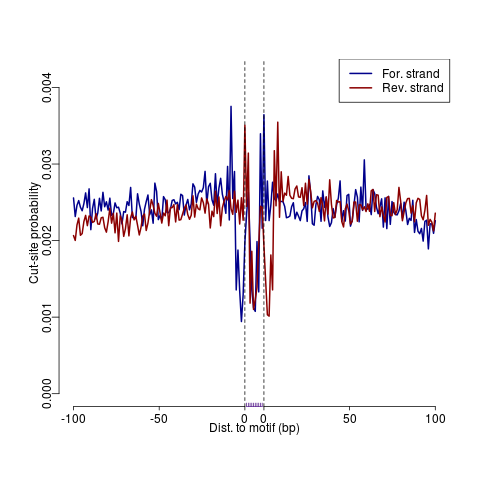 For. strand
Rev. strand
0.004
0.003
0.002
0.001
0.000
Cut-site probability
-100 -50 0 0 50 100
Dist. to motif (bp)